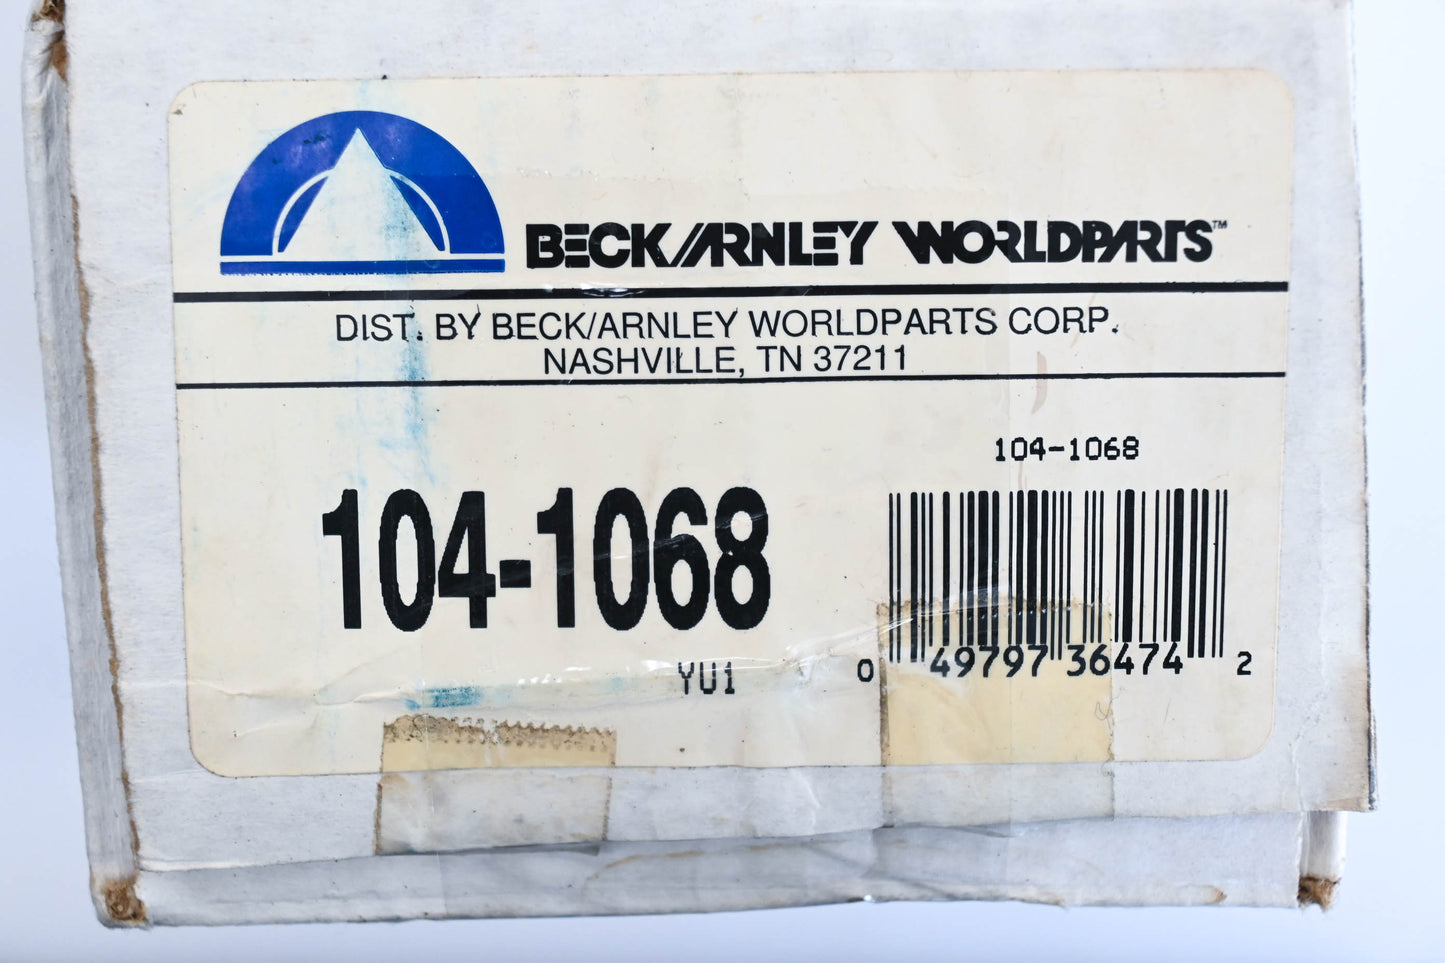 BECK/ARNLEY WORLDPARTS™
DIST. BY BECK/ARNLEY WORLDPARTS CORP.
NASHVILLE, TN 37211
104-1068
104-1068
YU1
0 49797 36474 2